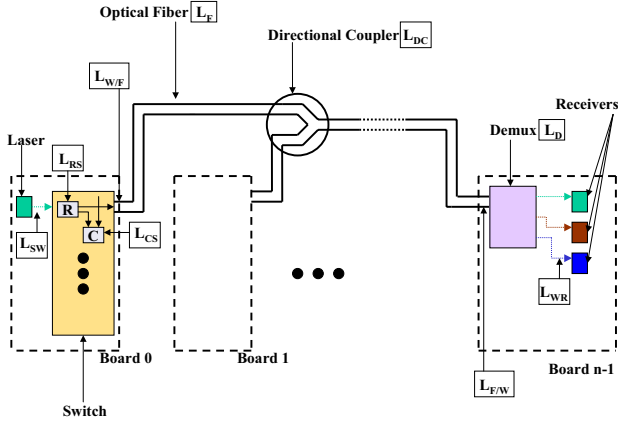 Optical Fiber L_F
Directional Coupler L_DC
L_W/F
Receivers
Demux L_D
Laser
L_RS
R
C
L_SW
L_CS
L_WR
Board 0
Board 1
L_F/W
Board n-1
Switch